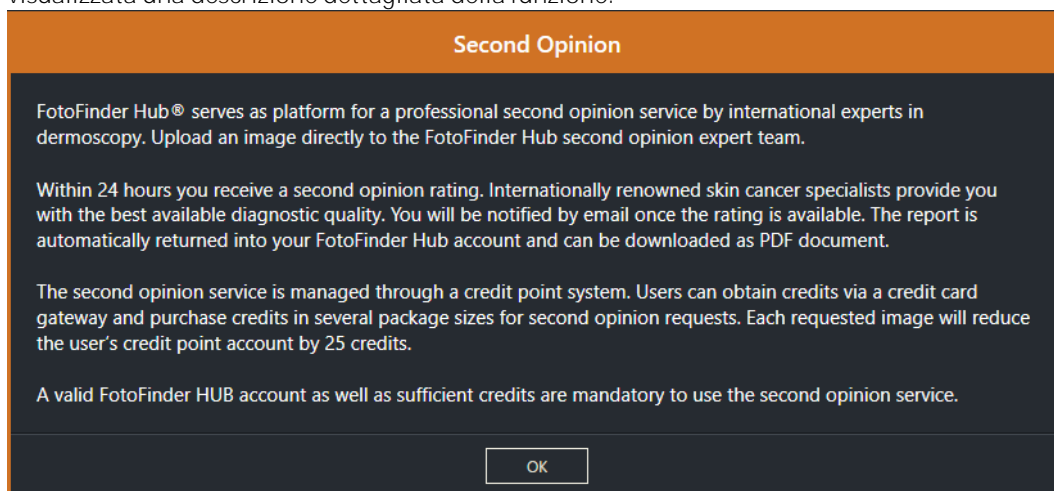 visualizzata una descrizione dettagliata della funzione.
Second Opinion
FotoFinder Hub® serves as platform for a professional second opinion service by international experts in
dermoscopy. Upload an image directly to the FotoFinder Hub second opinion expert team.
Within 24 hours you receive a second opinion rating. Internationally renowned skin cancer specialists provide you
with the best available diagnostic quality. You will be notified by email once the rating is available. The report is
automatically returned into your FotoFinder Hub account and can be downloaded as PDF document.
The second opinion service is managed through a credit point system. Users can obtain credits via a credit card
gateway and purchase credits in several package sizes for second opinion requests. Each requested image will reduce
the user's credit point account by 25 credits.
A valid FotoFinder HUB account as well as sufficient credits are mandatory to use the second opinion service.
OK